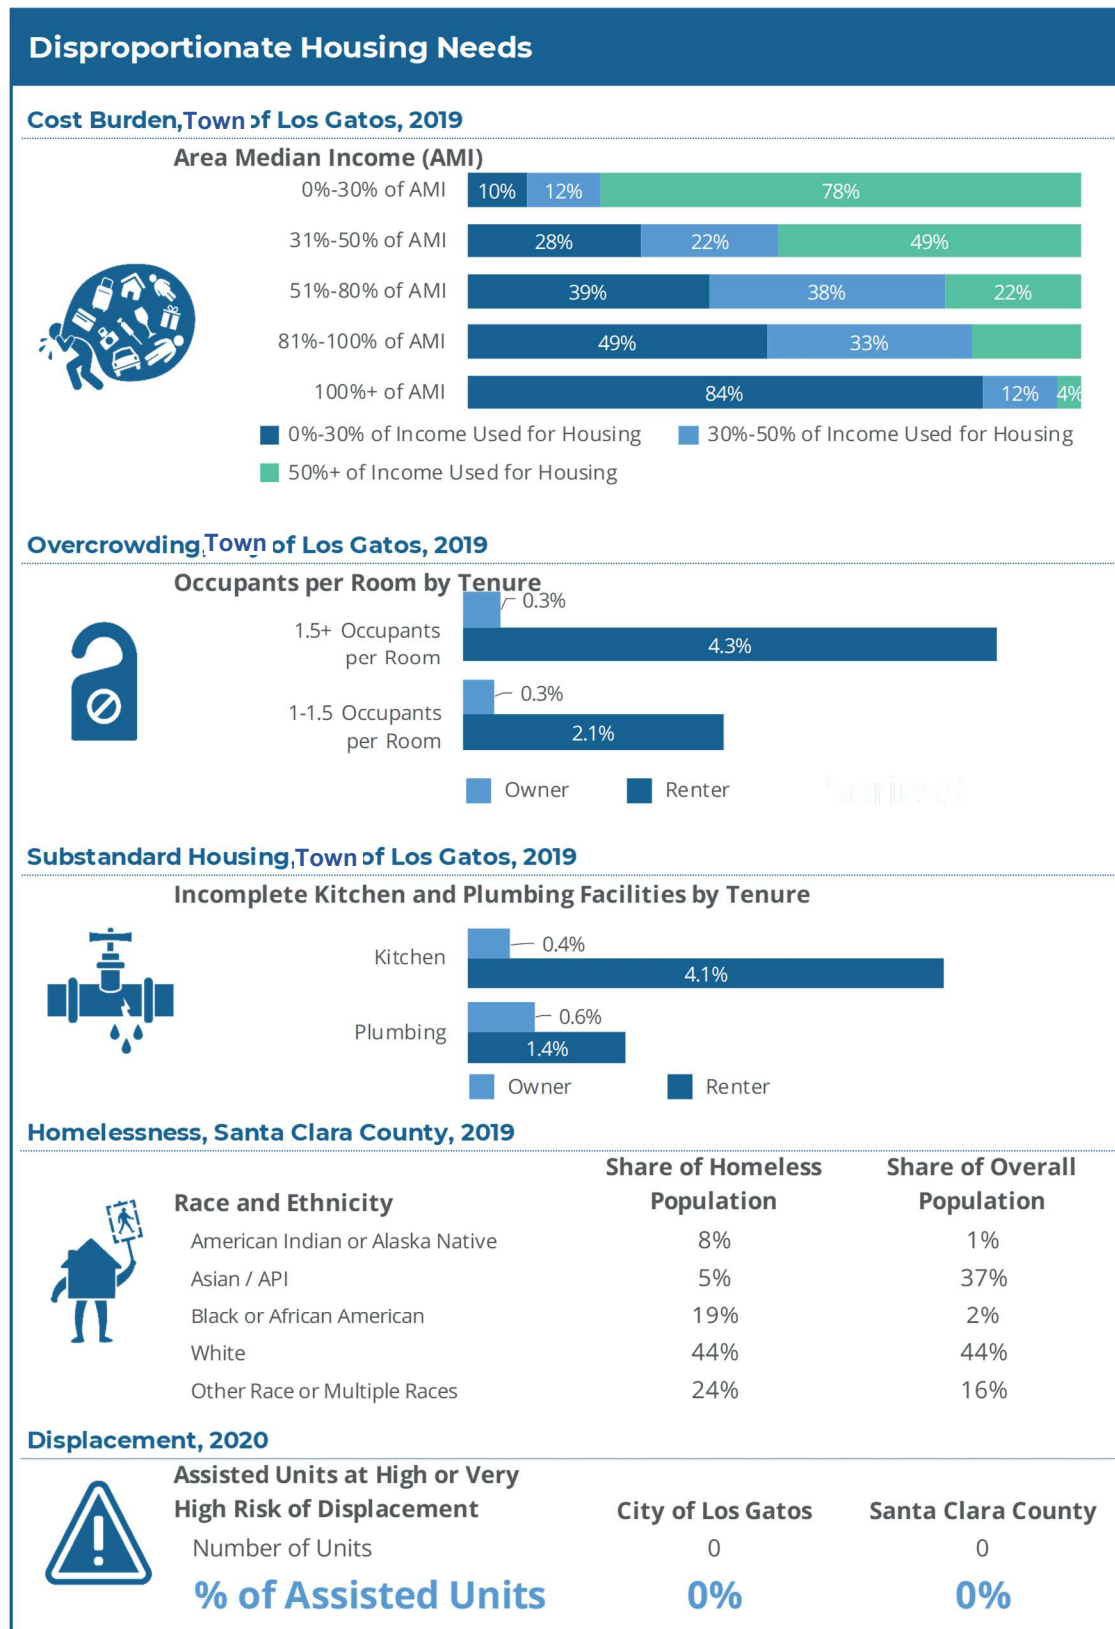 Disproportionate Housing Needs
Cost Burden, Town of Los Gatos, 2019
Area Median Income (AMI)
0%-30% of AMI 10% 12% 78%
31%-50% of AMI 28% 22% 49%
51%-80% of AMI 39% 38% 22%
81%-100% of AMI 49% 33%
100%+ of AMI 84% 12% 4%
0%-30% of Income Used for Housing 30%-50% of Income Used for Housing
50%+ of Income Used for Housing
Overcrowding, Town of Los Gatos, 2019
Occupants per Room by Tenure
0.3%
1.5+ Occupants
per Room
4.3%
0.3%
1-1.5 Occupants
per Room
2.1%
Owner Renter
Substandard Housing, Town of Los Gatos, 2019
Incomplete Kitchen and Plumbing Facilities by Tenure
Kitchen 0.4%
4.1%
Plumbing 0.6%
1.4%
Owner Renter
Homelessness, Santa Clara County, 2019
Race and Ethnicity Share of Homeless Population Share of Overall Population
American Indian or Alaska Native 8% 1%
Asian / API 5% 37%
Black or African American 19% 2%
White 44% 44%
Other Race or Multiple Races 24% 16%
Displacement, 2020
Assisted Units at High or Very
High Risk of Displacement City of Los Gatos Santa Clara County
Number of Units 0 0
% of Assisted Units 0% 0%